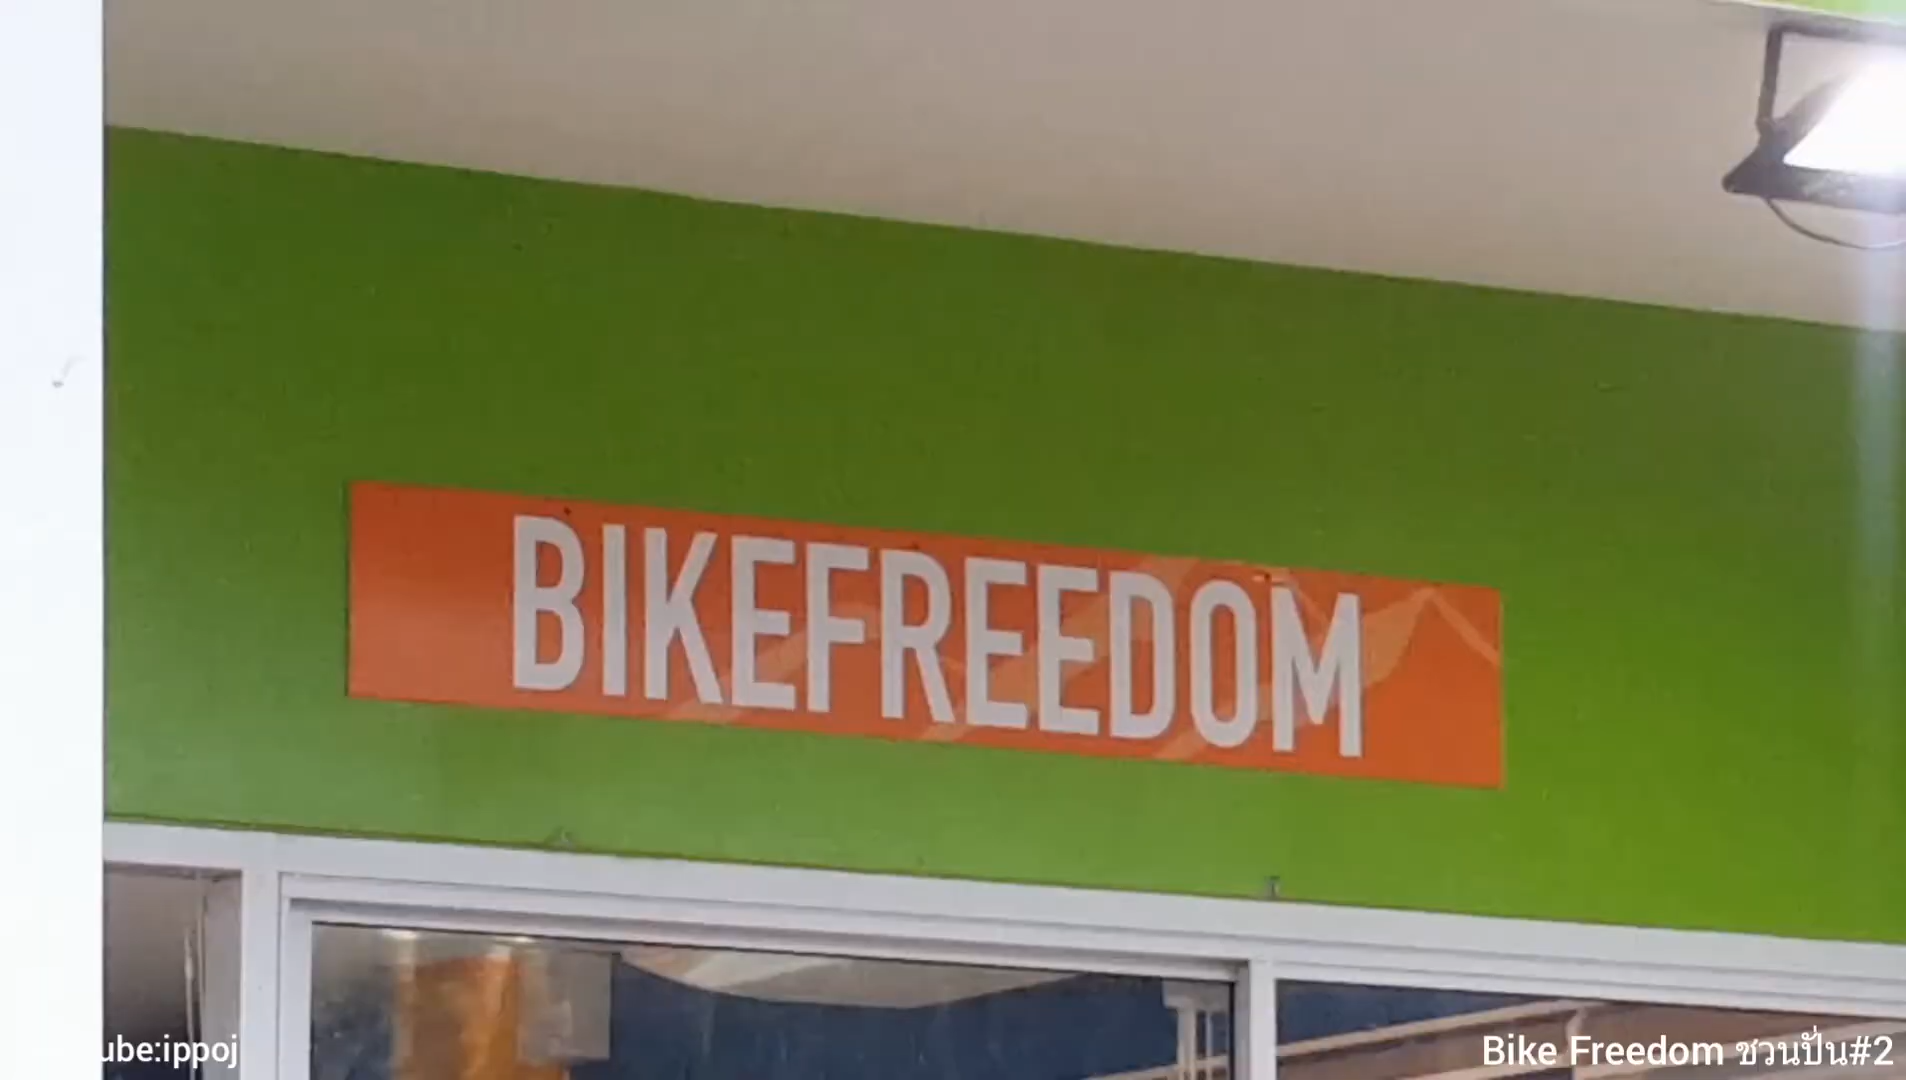 BIKEFREEDOM
ube:ippoj
Bike Freedom ชวนปั่น#2